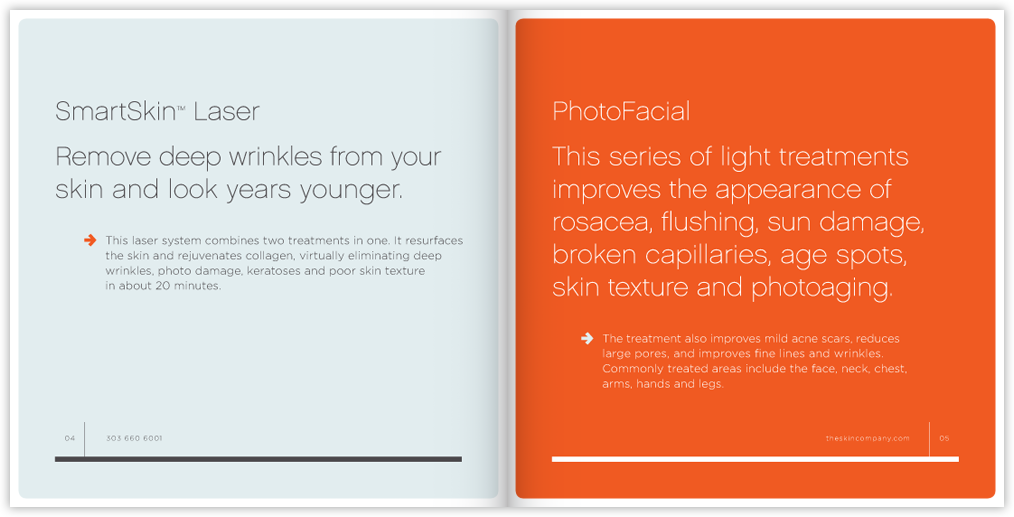 SmartSkin™ Laser
Remove deep wrinkles from your
skin and look years younger.
This laser system combines two treatments in one. It resurfaces
the skin and rejuvenates collagen, virtually eliminating deep
wrinkles, photo damage, keratoses and poor skin texture
in about 20 minutes.
04
303 660 6001
PhotoFacial
This series of light treatments
improves the appearance of
rosacea, flushing, sun damage,
broken capillaries, age spots,
skin texture and photoaging.
The treatment also improves mild acne scars, reduces
large pores, and improves fine lines and wrinkles.
Commonly treated areas include the face, neck, chest,
arms, hands and legs.
theskincompany.com
05